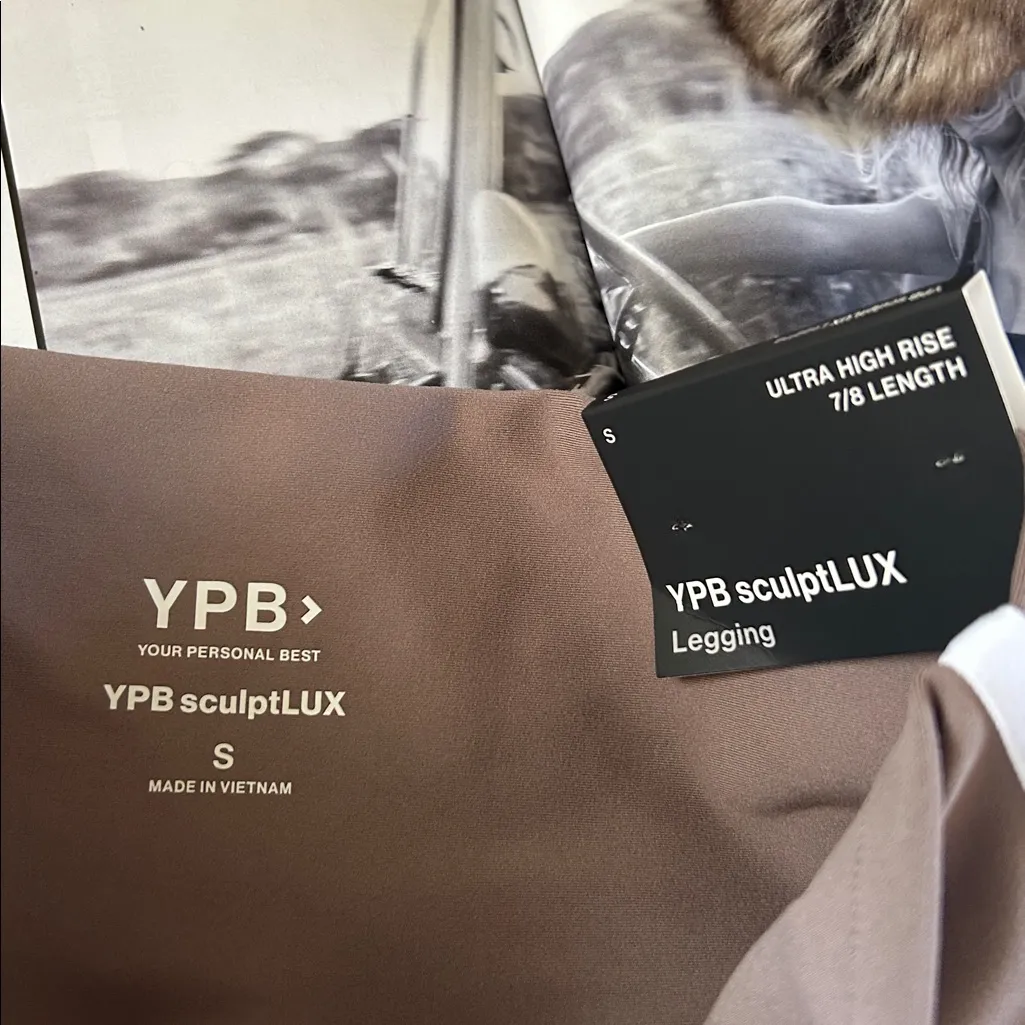 ULTRA HIGH RISE
7/8 LENGTH
S
YPB sculptLUX
Legging
YPB>
YOUR PERSONAL BEST
YPB sculptLUX
S
MADE IN VIETNAM